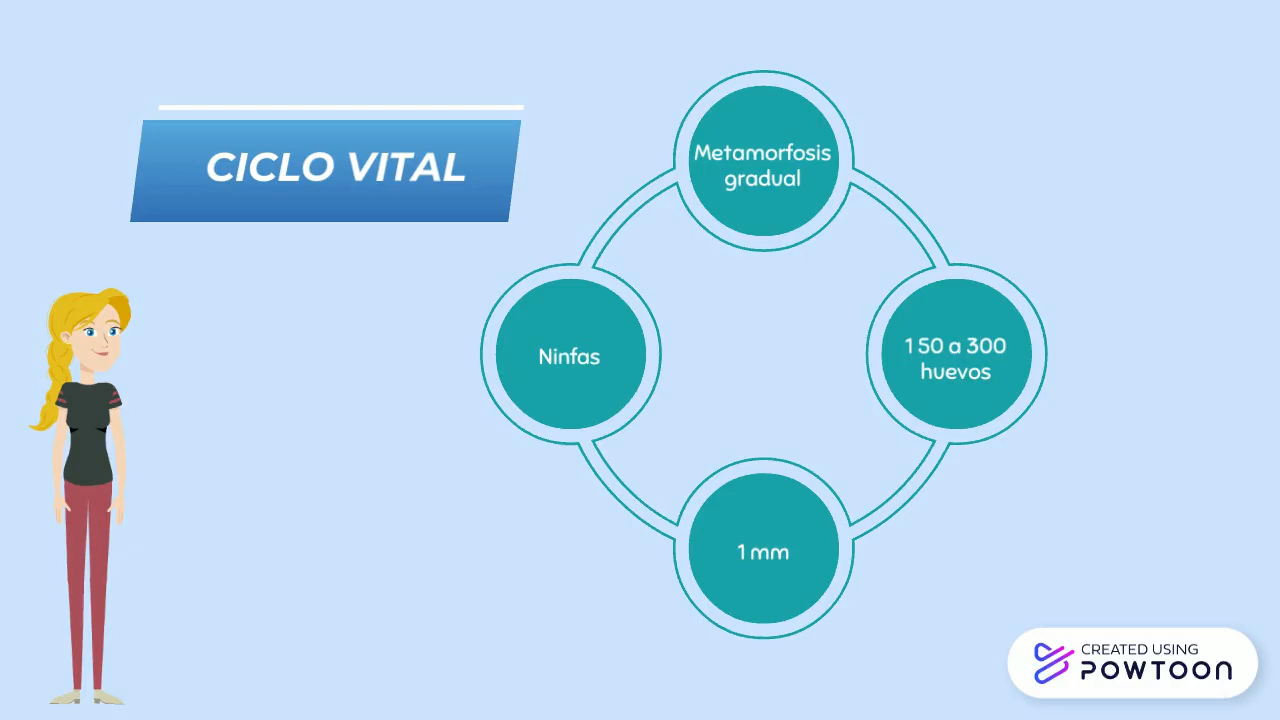 CICLO VITAL
Metamorfosis
gradual
150 a 300
huevos
1 mm
Ninfas
CREATED USING
POWTOON